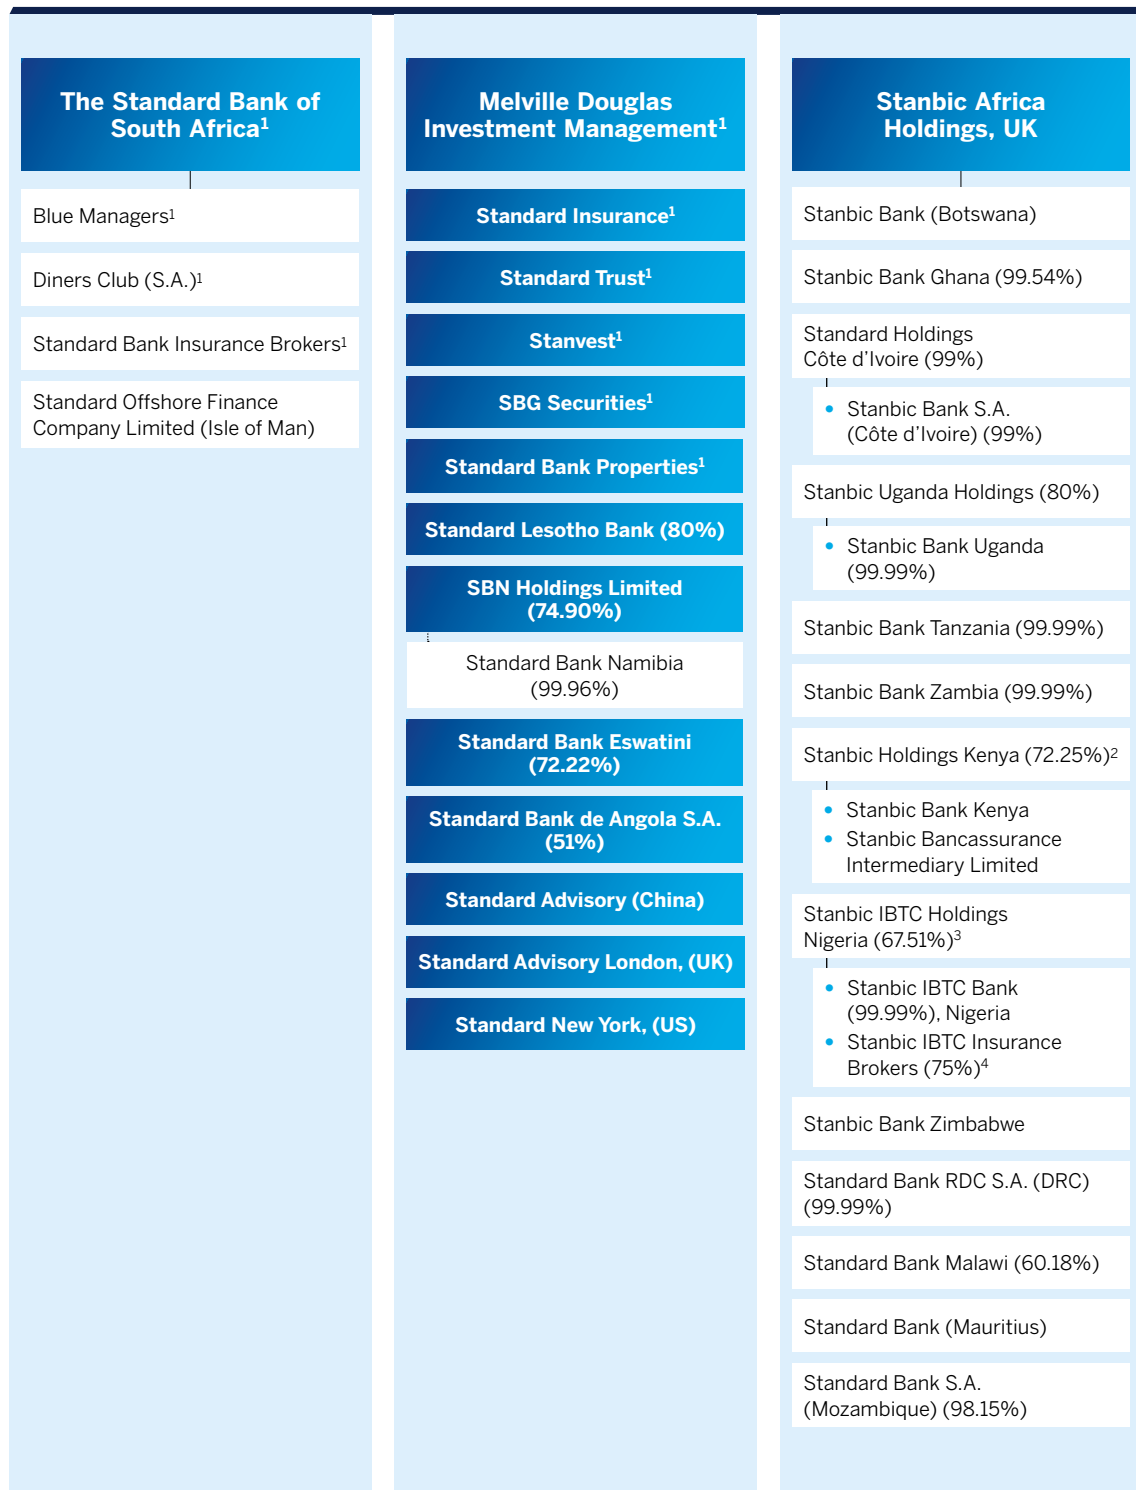 The Standard Bank of
South Africa¹
Blue Managers¹
Diners Club (S.A.)¹
Standard Bank Insurance Brokers¹
Standard Offshore Finance
Company Limited (Isle of Man)
Melville Douglas
Investment Management¹
Standard Insurance¹
Standard Trust¹
Stanvest¹
SBG Securities¹
Standard Bank Properties¹
Standard Lesotho Bank (80%)
SBN Holdings Limited
(74.90%)
Standard Bank Namibia
(99.96%)
Standard Bank Eswatini
(72.22%)
Standard Bank de Angola S.A.
(51%)
Standard Advisory (China)
Standard Advisory London, (UK)
Standard New York, (US)
Stanbic Africa
Holdings, UK
Stanbic Bank (Botswana)
Stanbic Bank Ghana (99.54%)
Standard Holdings
Côte d’Ivoire (99%)
• Stanbic Bank S.A.
(Côte d’Ivoire) (99%)
Stanbic Uganda Holdings (80%)
• Stanbic Bank Uganda
(99.99%)
Stanbic Bank Tanzania (99.99%)
Stanbic Bank Zambia (99.99%)
Stanbic Holdings Kenya (72.25%)²
• Stanbic Bank Kenya
• Stanbic Bancassurance
Intermediary Limited
Stanbic IBTC Holdings
Nigeria (67.51%)³
• Stanbic IBTC Bank
(99.99%), Nigeria
• Stanbic IBTC Insurance
Brokers (75%)⁴
Stanbic Bank Zimbabwe
Standard Bank RDC S.A. (DRC)
(99.99%)
Standard Bank Malawi (60.18%)
Standard Bank (Mauritius)
Standard Bank S.A.
(Mozambique) (98.15%)